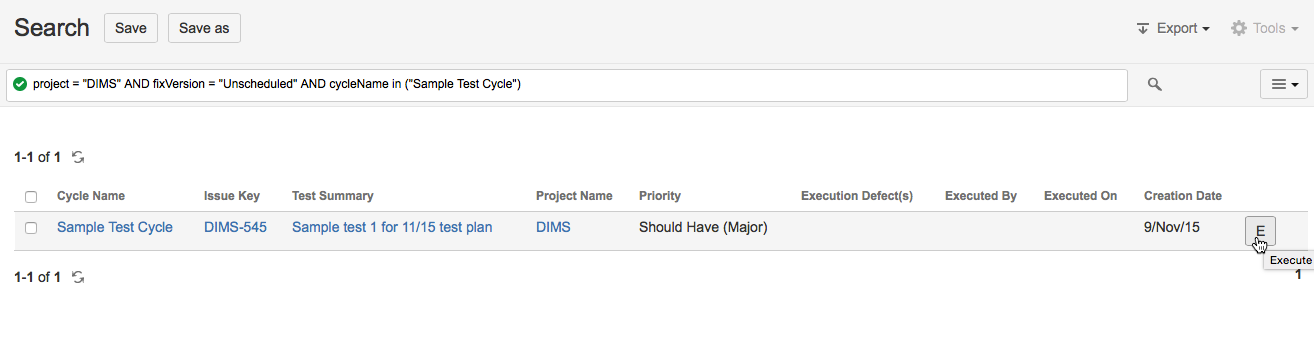 Search Save Save as Export Tools
project = "DIMS" AND fixVersion = "Unscheduled" AND cycleName in ("Sample Test Cycle")
1-1 of 1
Cycle Name Issue Key Test Summary Project Name Priority Execution Defect(s) Executed By Executed On Creation Date
Sample Test Cycle DIMS-545 Sample test 1 for 11/15 test plan DIMS Should Have (Major) 9/Nov/15 E
Execute
1-1 of 1 1